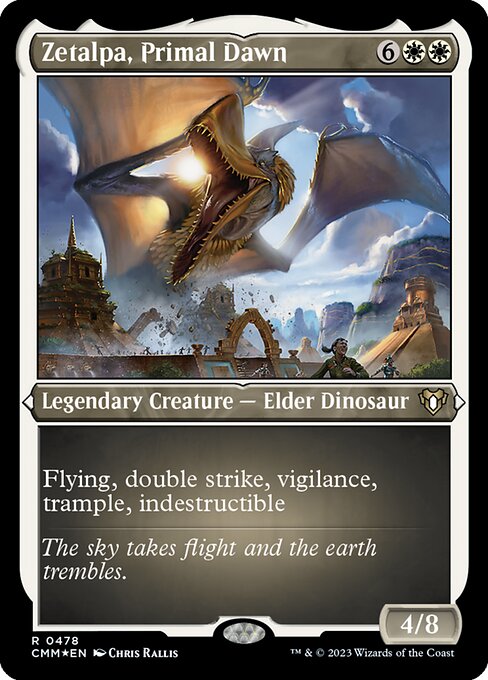 Zetalpa, Primal Dawn 6
Legendary Creature — Elder Dinosaur
Flying, double strike, vigilance,
trample, indestructible
The sky takes flight and the earth
trembles.
4/8
R 0478
CMM★EN Chris Rallis
™ & © 2023 Wizards of the Coast